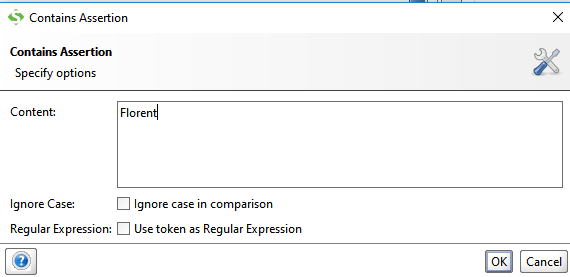 Contains Assertion
Contains Assertion
Specify options
Content: Florent
Ignore Case: Ignore case in comparison
Regular Expression: Use token as Regular Expression
? OK Cancel